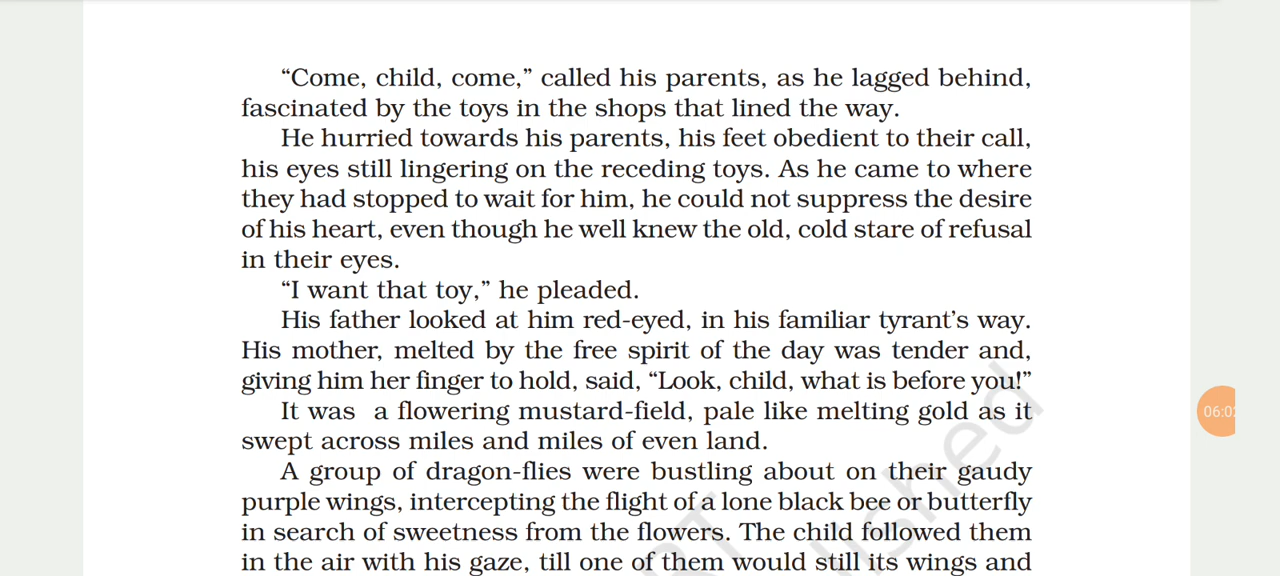 “Come, child, come,” called his parents, as he lagged behind,
fascinated by the toys in the shops that lined the way.
He hurried towards his parents, his feet obedient to their call,
his eyes still lingering on the receding toys. As he came to where
they had stopped to wait for him, he could not suppress the desire
of his heart, even though he well knew the old, cold stare of refusal
in their eyes.
“I want that toy,” he pleaded.
His father looked at him red-eyed, in his familiar tyrant’s way.
His mother, melted by the free spirit of the day was tender and,
giving him her finger to hold, said, “Look, child, what is before you!”
It was a flowering mustard-field, pale like melting gold as it
swept across miles and miles of even land.
A group of dragon-flies were bustling about on their gaudy
purple wings, intercepting the flight of a lone black bee or butterfly
in search of sweetness from the flowers. The child followed them
in the air with his gaze, till one of them would still its wings and